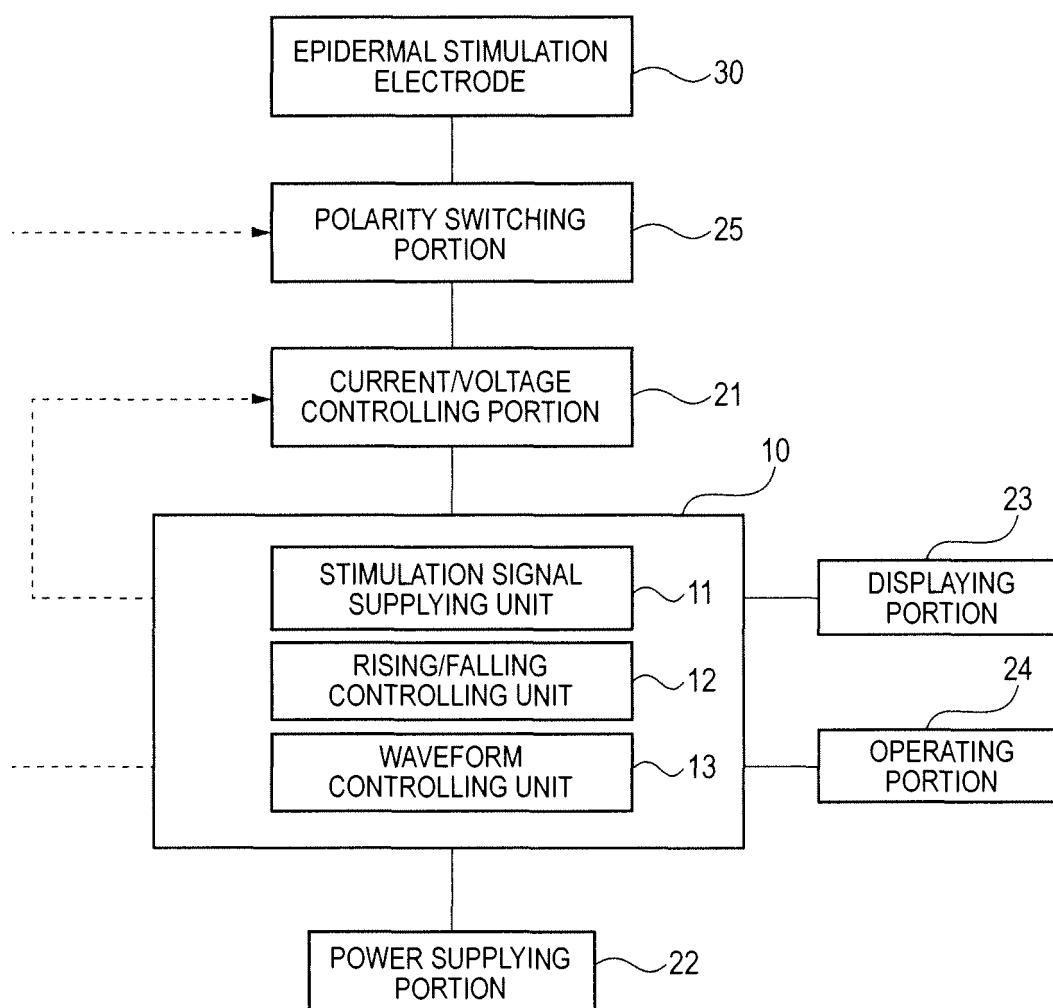 EPIDERMAL STIMULATION
ELECTRODE
30
POLARITY SWITCHING
PORTION
25
CURRENT/VOLTAGE
CONTROLLING PORTION
21
10
STIMULATION SIGNAL
SUPPLYING UNIT
11
RISING/FALLING
CONTROLLING UNIT
12
WAVEFORM
CONTROLLING UNIT
13
23
DISPLAYING
PORTION
24
OPERATING
PORTION
POWER SUPPLYING
PORTION
22